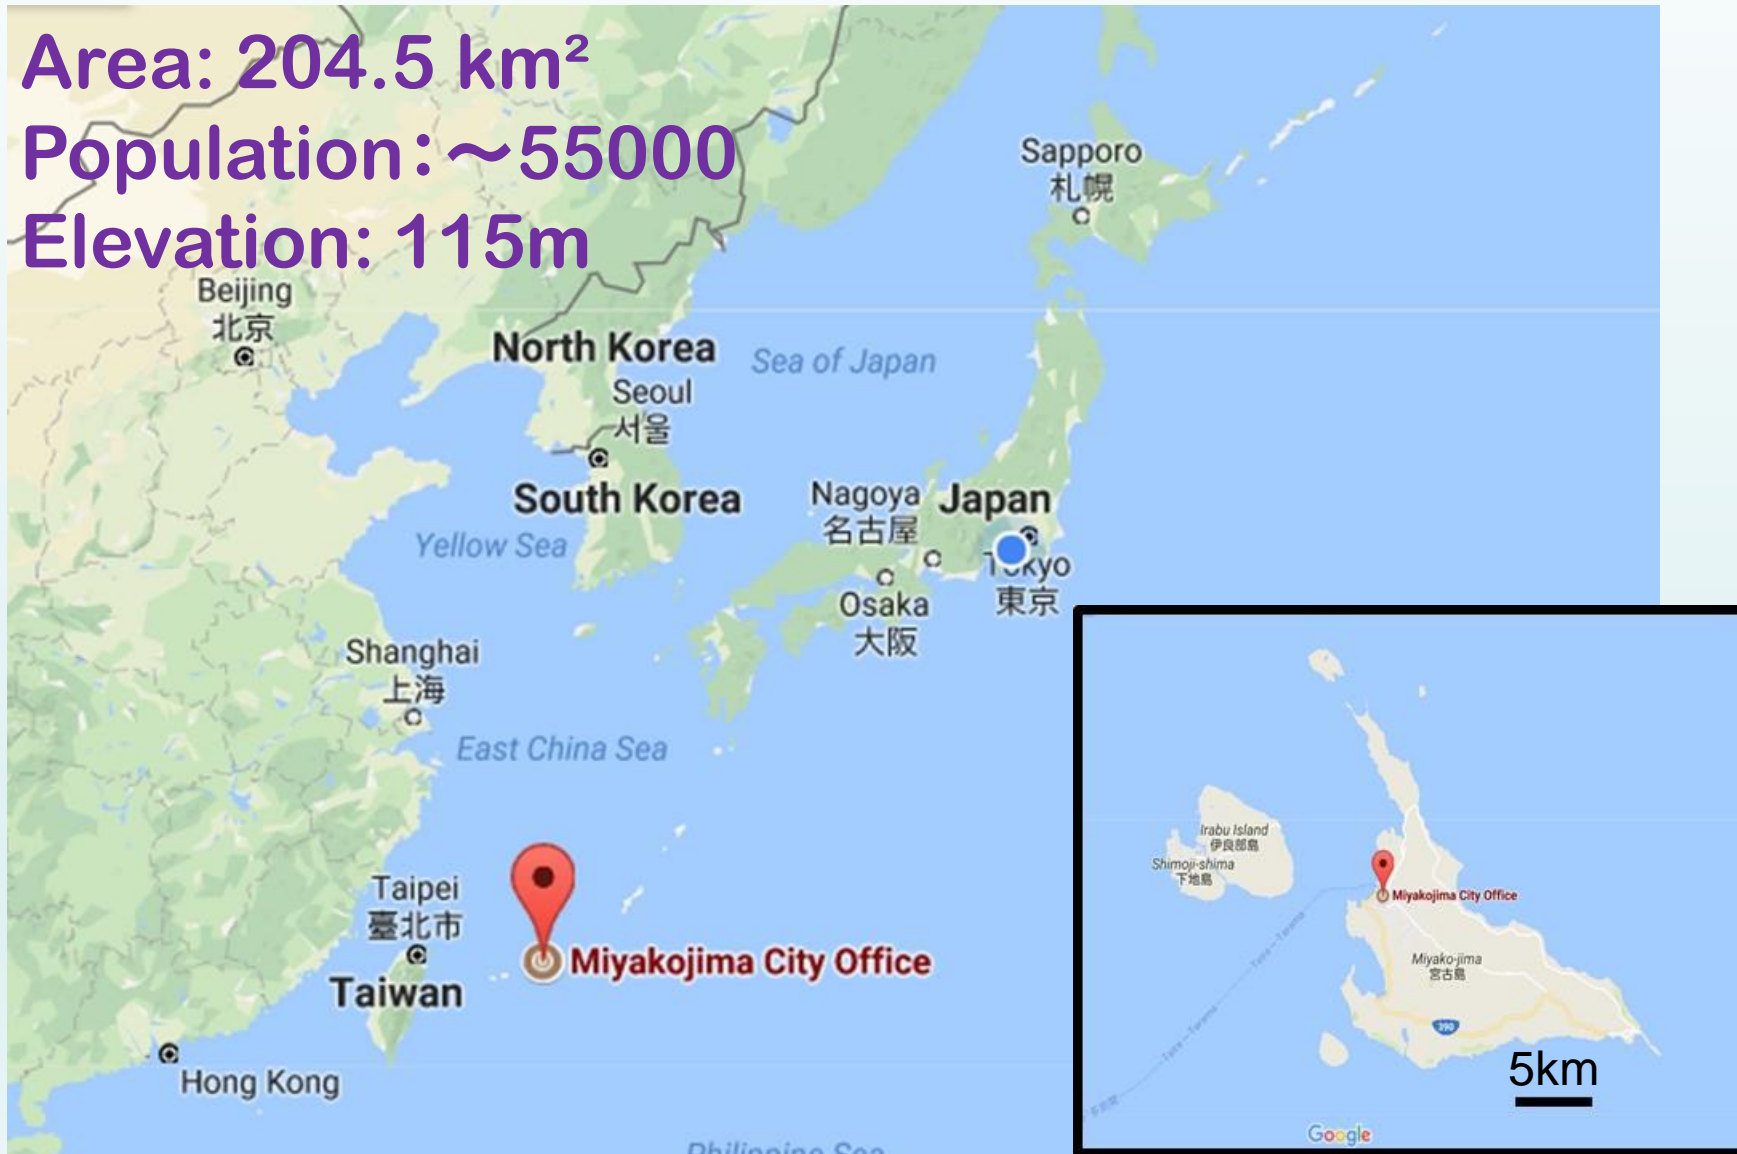 Area: 204.5 km²
Population:～55000
Elevation: 115m
Sapporo
札幌
Beijing
北京
North Korea
Sea of Japan
Seoul
서울
South Korea
Nagoya
名古屋
Japan
Yellow Sea
Tokyo
東京
Osaka
大阪
Shanghai
上海
East China Sea
Taipei
臺北市
Miyakojima City Office
Taiwan
Hong Kong
Philippine Sea
Irabu Island
伊良部島
Shimoji-shima
下地島
Miyakojima City Office
Miyako-jima
宮古島
390
5km
Google